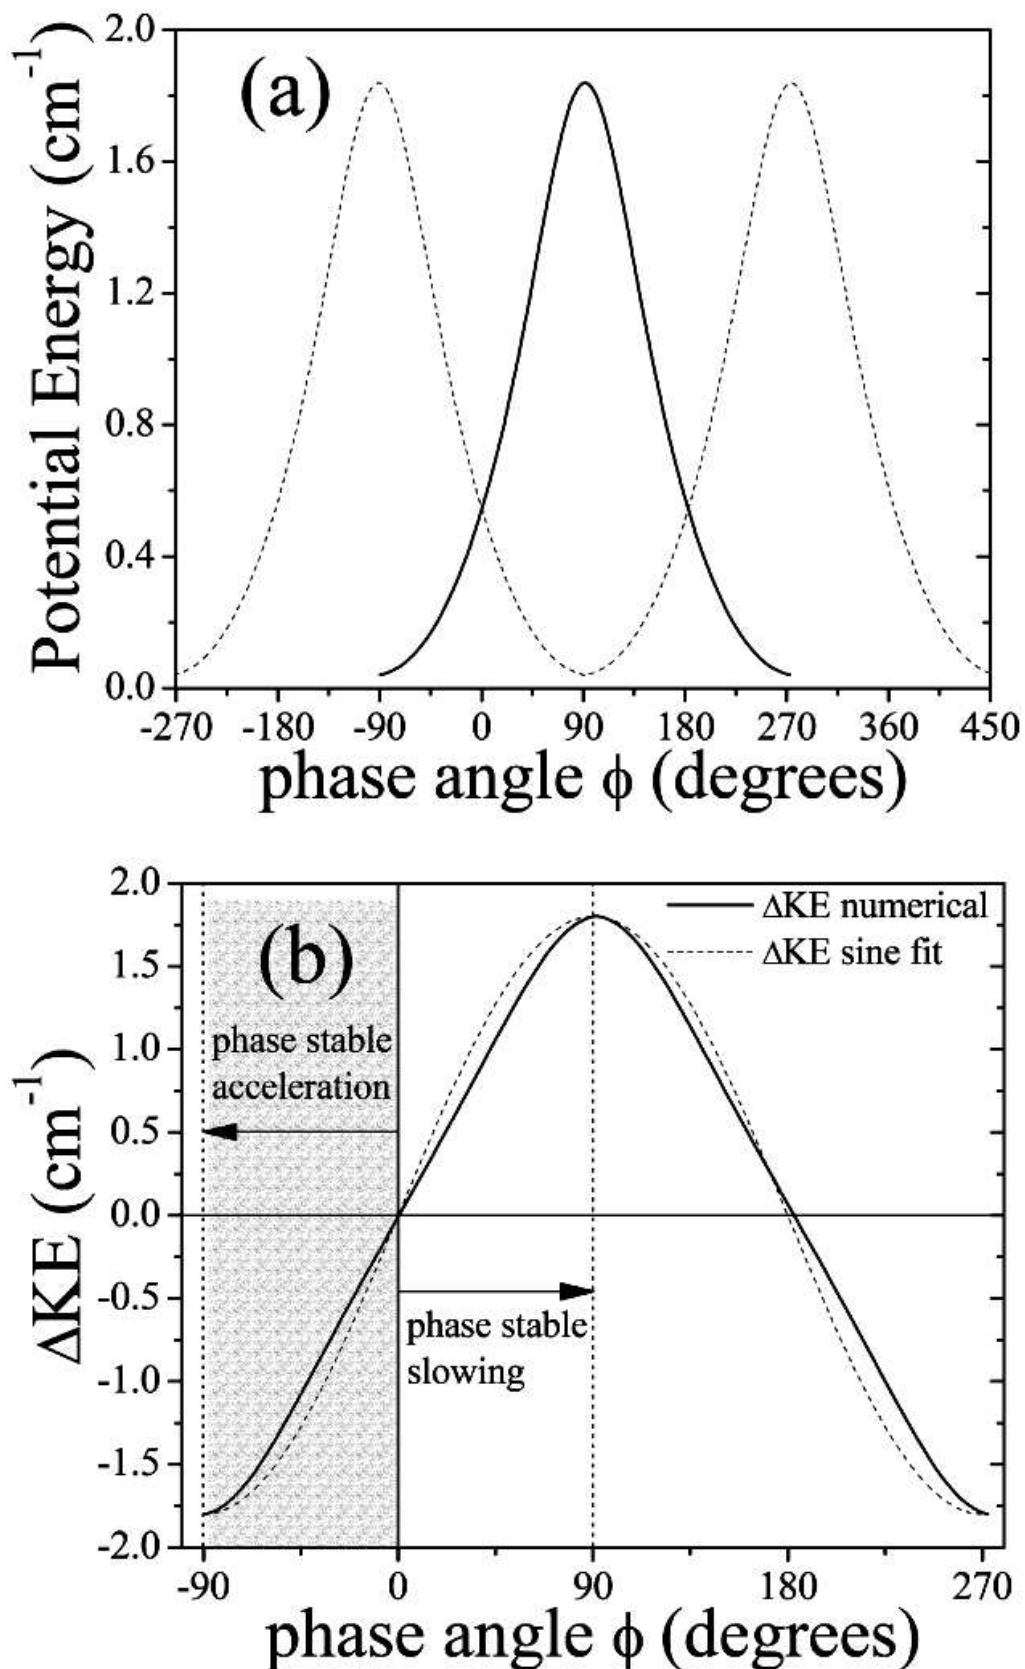 (a)
Potential Energy (cm⁻¹)
2.0
1.6
1.2
0.8
0.4
0.0
-270 -180 -90 0 90 180 270 360 450
phase angle ϕ (degrees)
(b)
ΔKE numerical
ΔKE sine fit
phase stable
acceleration
phase stable
slowing
ΔKE (cm⁻¹)
2.0
1.5
1.0
0.5
0.0
-0.5
-1.0
-1.5
-2.0
-90 0 90 180 270
phase angle ϕ (degrees)